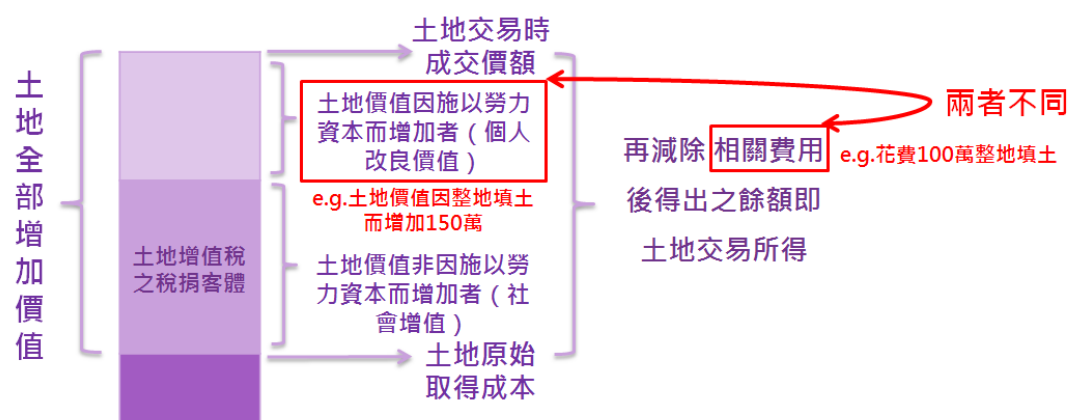 土地全部增加價值
土地增值稅
之稅捐客體
土地交易時
成交價額
土地價值因施以勞力
資本而增加者（個人
改良價值）
e.g.土地價值因整地填土
而增加150萬
土地價值非因施以勞
力資本而增加者（社
會增值）
土地原始
取得成本
再減除 相關費用
後得出之餘額即
土地交易所得
兩者不同
e.g.花費100萬整地填土